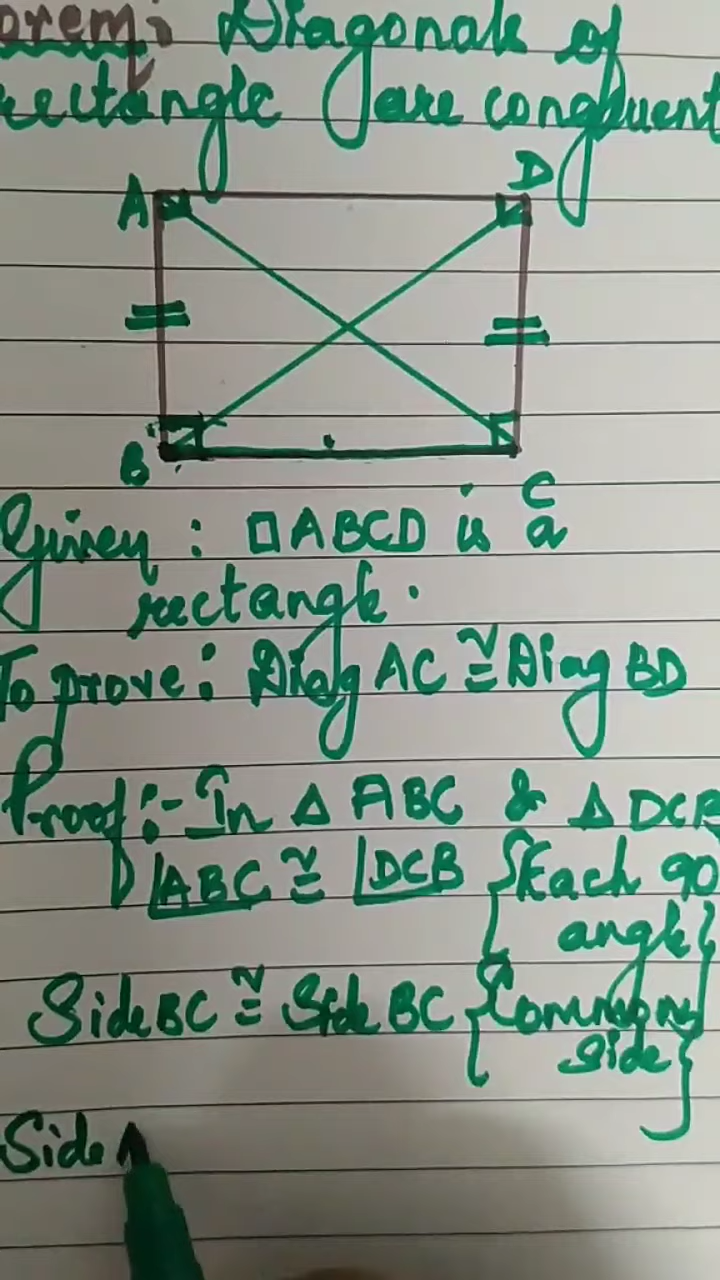 orem: Diagonals of
rectangle are congruent
A D
B
C
Given : □ABCD is a
rectangle.
To prove: Diag AC ≅ Diag BD
Proof:- In △ ABC & △ DCB
∠ABC ≅ ∠DCB {Each 90
angle}
Side BC ≅ Side BC {Common
side}
Side A